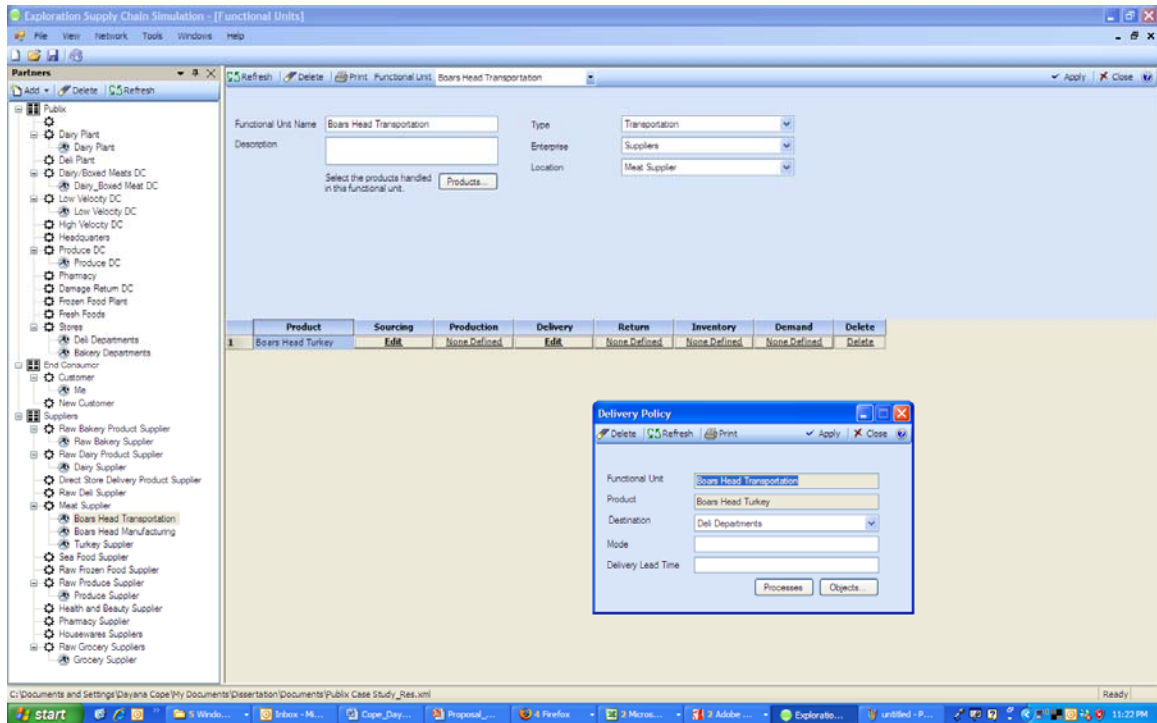 Exploration Supply Chain Simulation - [Functional Units]
File View Network Tools Windows Help
Partners
Add Delete Refresh
Publix
Dairy Plant
Dairy Plant
Deli Plant
Dairy/Boxed Meats DC
Dairy_Boxed Meat DC
Low Velocity DC
Low Velocity DC
High Velocity DC
Headquarters
Produce DC
Produce DC
Pharmacy
Damage Return DC
Frozen Food Plant
Fresh Foods
Stores
Deli Departments
Bakery Departments
End Consumor
Customer
Me
New Customer
Suppliers
Raw Bakery Product Supplier
Raw Bakery Supplier
Raw Dairy Product Supplier
Dairy Supplier
Direct Store Delivery Product Supplier
Raw Deli Supplier
Meat Supplier
Boars Head Transportation
Boars Head Manufacturing
Turkey Supplier
Sea Food Supplier
Raw Frozen Food Supplier
Raw Produce Supplier
Produce Supplier
Health and Beauty Supplier
Pharmacy Supplier
Housewares Suppliers
Raw Grocery Suppliers
Grocery Supplier
Refresh Delete Print Functional Unit Boars Head Transportation Apply Close
Functional Unit Name Boars Head Transportation Type Transportation
Description Enterprise Suppliers
Location Meat Supplier
Select the products handled in this functional unit. Products...
Product Sourcing Production Delivery Return Inventory Demand Delete
1 Boars Head Turkey Edit None Defined Edit None Defined None Defined None Defined Delete
Delivery Policy
Delete Refresh Print Apply Close
Functional Unit Boars Head Transportation
Product Boars Head Turkey
Destination Deli Departments
Mode
Delivery Lead Time
Processes Objects...
C:\Documents and Settings\Dayana Cope\My Documents\Dissertation\Documents\Publix Case Study_Res.xml Ready
start 5 Windo... Inbox - Mi... Cope_Day... Proposal_... 4 Firefox 2 Micros... 2 Adobe ... Exploratio... untitled - P... 11:22 PM